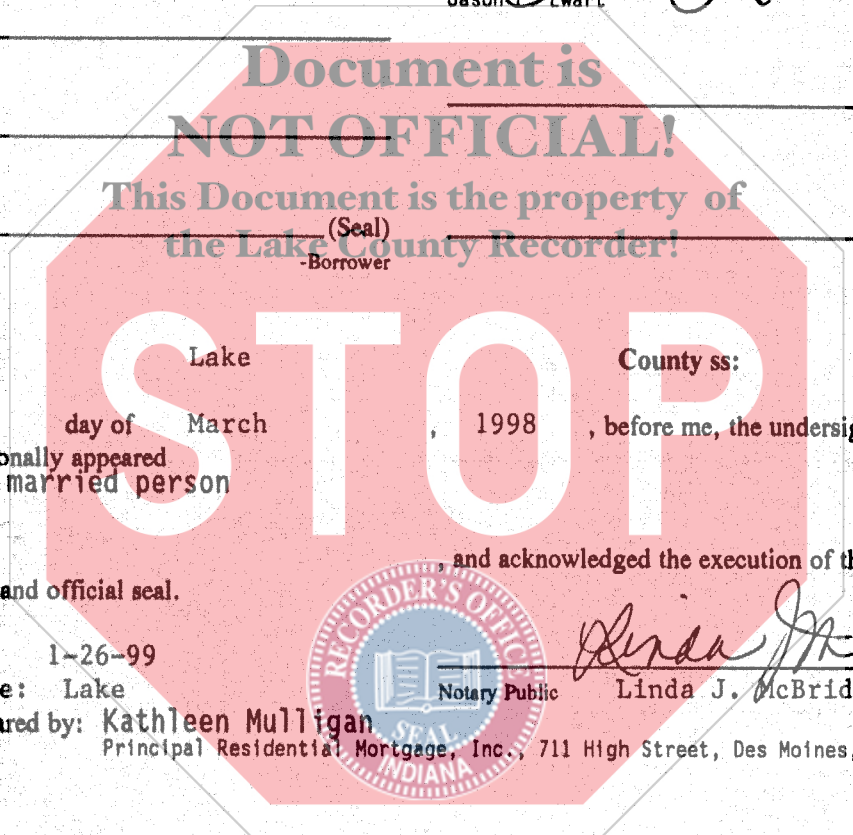 Jason
Document is
NOT OFFICIAL!
This Document is the property of
the Lake County Recorder!
(Seal)
-Borrower
STOP
Lake County ss:
day of March , 1998 , before me, the undersig
onally appeared
married person
, and acknowledged the execution of th
and official seal.
RECORDER'S OFFICE
SEAL
INDIANA
1-26-99
Linda J. M
e: Lake Notary Public Linda J. McBrid
ared by: Kathleen Mulligan
Principal Residential Mortgage, Inc., 711 High Street, Des Moines,